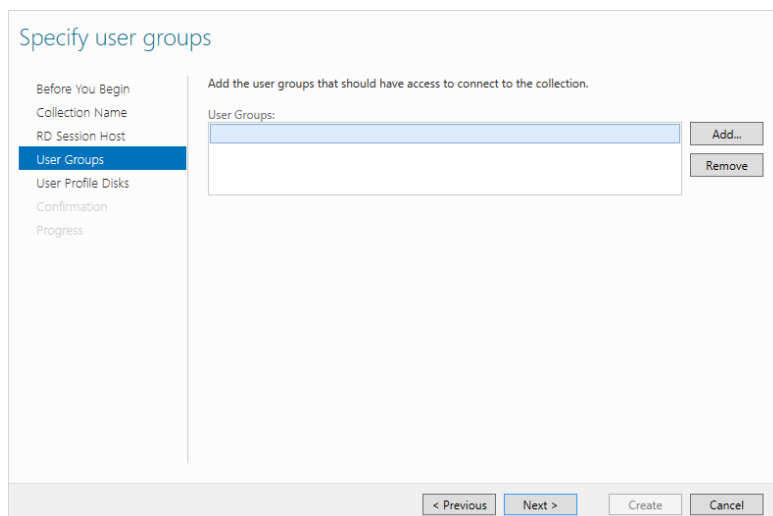 Specify user groups
Before You Begin
Collection Name
RD Session Host
User Groups
User Profile Disks
Confirmation
Progress
Add the user groups that should have access to connect to the collection.
User Groups:
Add...
Remove
< Previous
Next >
Create
Cancel